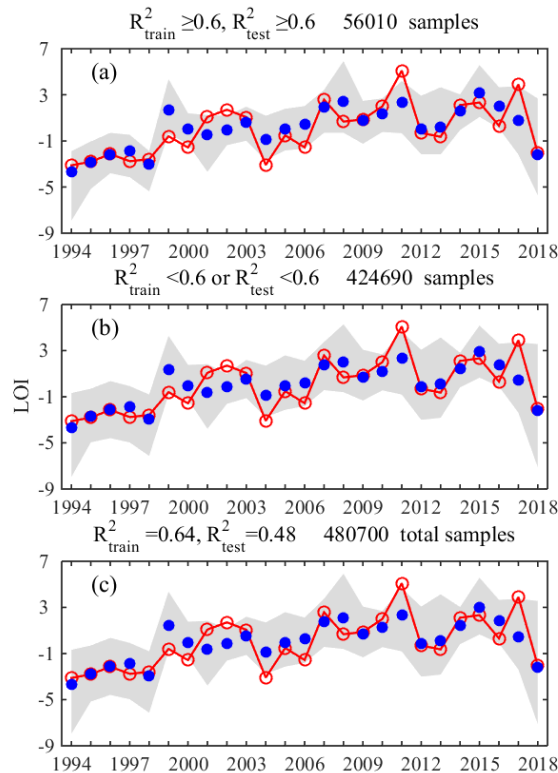 R²train ≥0.6, R²test ≥0.6 56010 samples
(a)
7
3
-1
-5
-9
1994 1997 2000 2003 2006 2009 2012 2015 2018
R²train <0.6 or R²test <0.6 424690 samples
(b)
7
3
-1
-5
-9
LOI
1994 1997 2000 2003 2006 2009 2012 2015 2018
R²train =0.64, R²test=0.48 480700 total samples
(c)
7
3
-1
-5
-9
1994 1997 2000 2003 2006 2009 2012 2015 2018